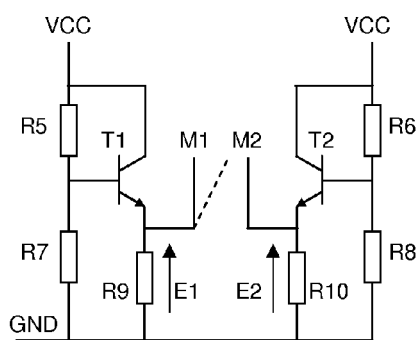 VCC VCC
R5 T1 M1 M2 T2 R6
R7 R8
R9 E1 E2 R10
GND